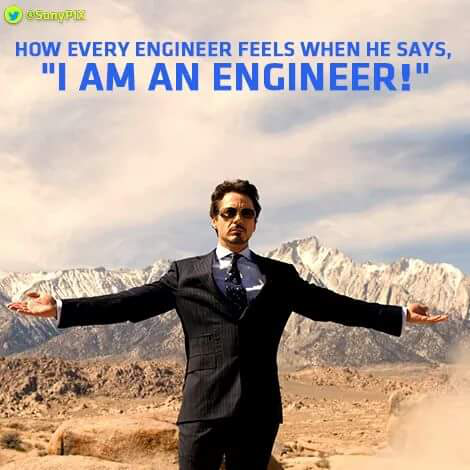 @SonyPIX
HOW EVERY ENGINEER FEELS WHEN HE SAYS,
"I AM AN ENGINEER!"